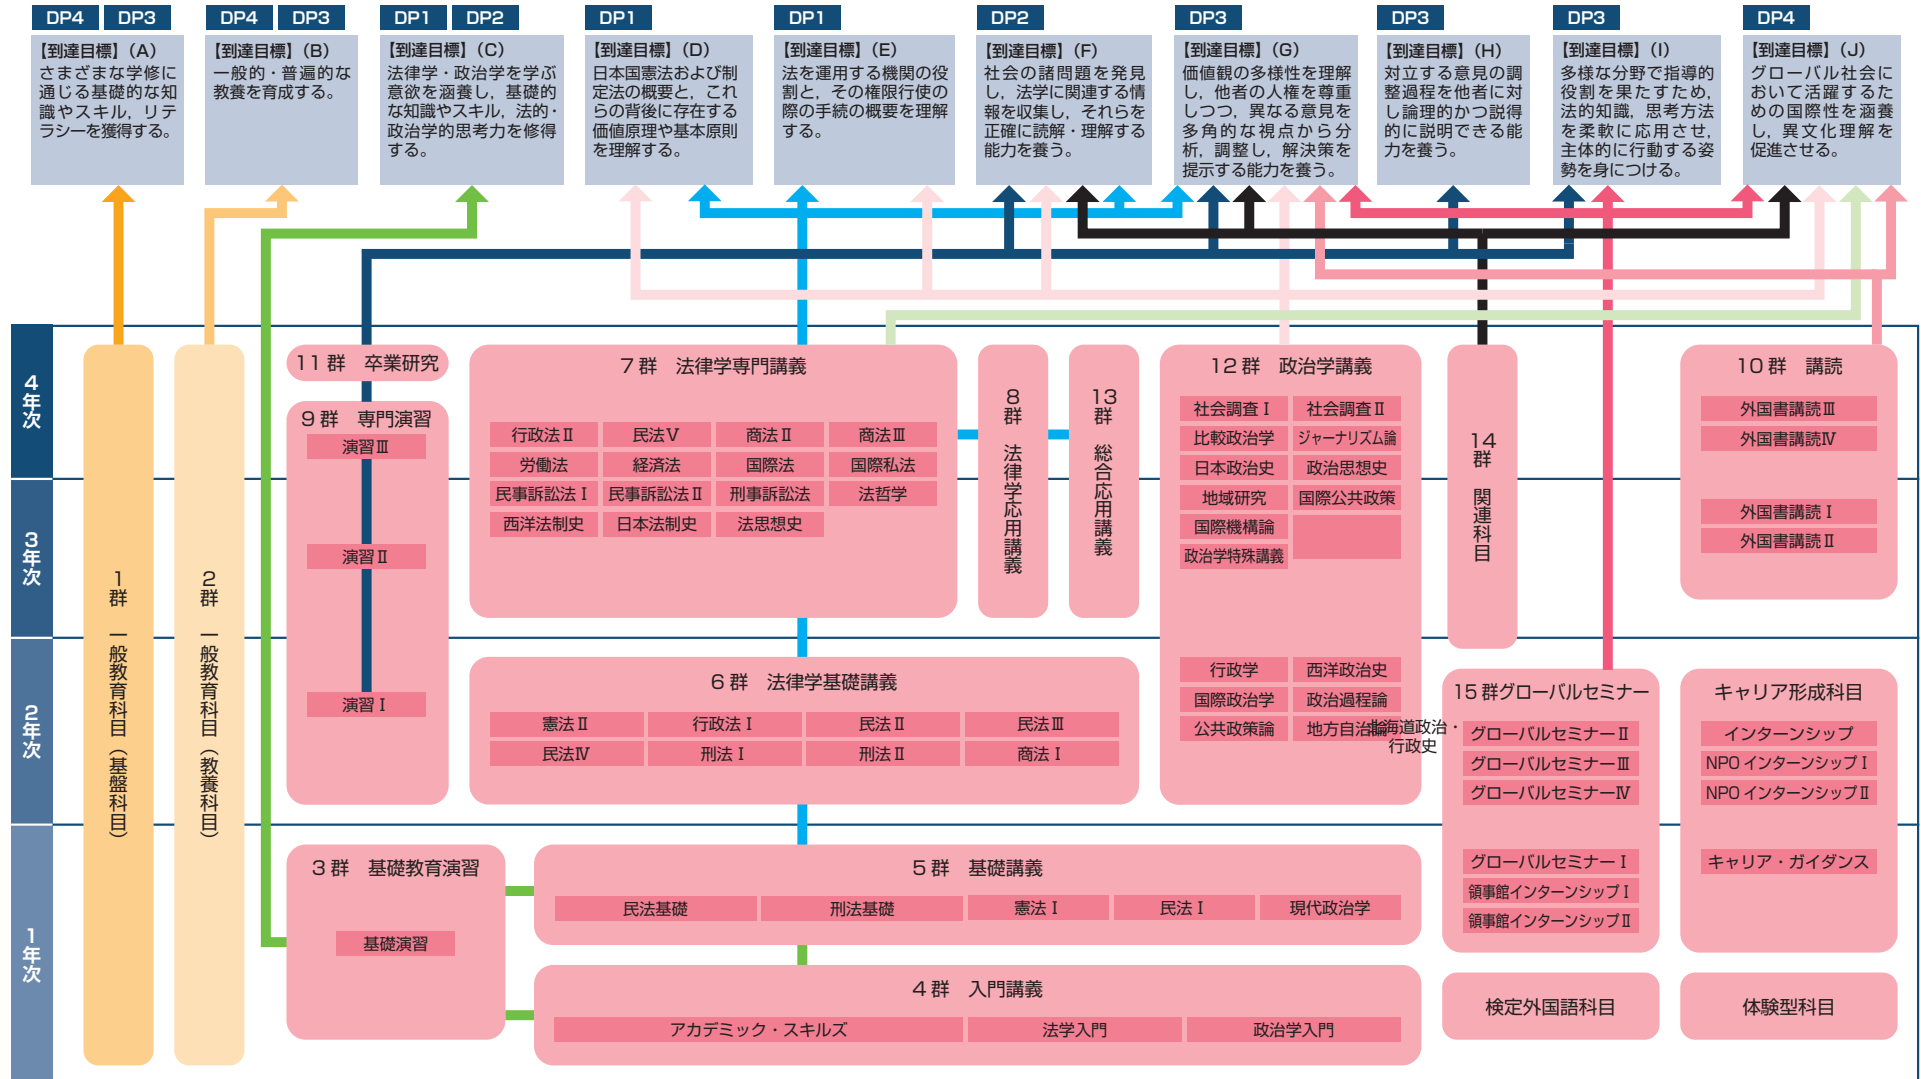 DP4 DP3
【到達目標】(A)
さまざまな学修に
通じる基礎的な知
識やスキル，リテ
ラシーを獲得する。
DP4 DP3
【到達目標】(B)
一般的・普遍的な
教養を育成する。
DP1 DP2
【到達目標】(C)
法律学・政治学を学ぶ
意欲を涵養し，基礎的
な知識やスキル，法的・
政治学的思考力を修得
する。
DP1
【到達目標】(D)
日本国憲法および制
定法の概要と，これ
らの背後に存在する
価値原理や基本原則
を理解する。
DP1
【到達目標】(E)
法を運用する機関の役
割と，その権限行使の
際の手続の概要を理解
する。
DP2
【到達目標】(F)
社会の諸問題を発見
し，法学に関連する情
報を収集し，それらを
正確に読解・理解する
能力を養う。
DP3
【到達目標】(G)
価値観の多様性を理解
し，他者の人権を尊重
しつつ，異なる意見を
多角的な視点から分
析，調整し，解決策を
提示する能力を養う。
DP3
【到達目標】(H)
対立する意見の調
整過程を他者に対
し論理的かつ説得
的に説明できる能
力を養う。
DP3
【到達目標】(I)
多様な分野で指導的
役割を果たすため，
法的知識，思考方法
を柔軟に応用させ，
主体的に行動する姿
勢を身につける。
DP4
【到達目標】(J)
グローバル社会に
おいて活躍するた
めの国際性を涵養
し，異文化理解を
促進させる。
4年次
3年次
2年次
1年次
1群　一般教育科目（基盤科目）
2群　一般教育科目（教養科目）
11群　卒業研究
9群　専門演習
演習Ⅲ
演習Ⅱ
演習Ⅰ
7群　法律学専門講義
行政法Ⅱ 民法Ⅴ 商法Ⅱ 商法Ⅲ
労働法 経済法 国際法 国際私法
民事訴訟法Ⅰ 民事訴訟法Ⅱ 刑事訴訟法 法哲学
西洋法制史 日本法制史 法思想史
8群　法律学応用講義
13群　総合応用講義
12群　政治学講義
社会調査Ⅰ 社会調査Ⅱ
比較政治学 ジャーナリズム論
日本政治史 政治思想史
地域研究 国際公共政策
国際機構論
政治学特殊講義
行政学 西洋政治史
国際政治学 政治過程論
公共政策論 地方自治論
北海道政治・
行政史
14群　関連科目
10群　講読
外国書講読Ⅲ
外国書講読Ⅳ
外国書講読Ⅰ
外国書講読Ⅱ
6群　法律学基礎講義
憲法Ⅱ 行政法Ⅰ 民法Ⅱ 民法Ⅲ
民法Ⅳ 刑法Ⅰ 刑法Ⅱ 商法Ⅰ
15群グローバルセミナー
グローバルセミナーⅡ
グローバルセミナーⅢ
グローバルセミナーⅣ
グローバルセミナーⅠ
領事館インターンシップⅠ
領事館インターンシップⅡ
キャリア形成科目
インターンシップ
NPOインターンシップⅠ
NPOインターンシップⅡ
キャリア・ガイダンス
3群　基礎教育演習
基礎演習
5群　基礎講義
民法基礎 刑法基礎 憲法Ⅰ 民法Ⅰ 現代政治学
4群　入門講義
アカデミック・スキルズ 法学入門 政治学入門
検定外国語科目
体験型科目